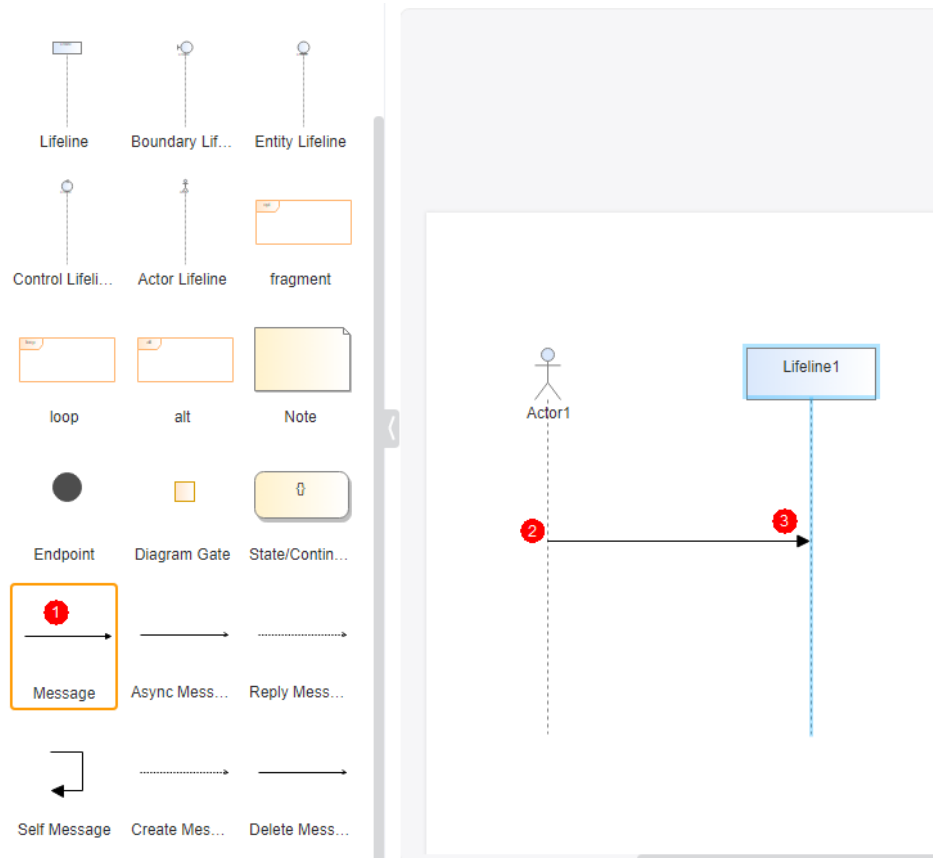 Lifeline
Boundary Lif...
Entity Lifeline
Control Lifeli...
Actor Lifeline
fragment
loop
alt
Note
{}
Endpoint
Diagram Gate
State/Contin...
1
Message
Async Mess...
Reply Mess...
Self Message
Create Mes...
Delete Mess...
Actor1
Lifeline1
2
3